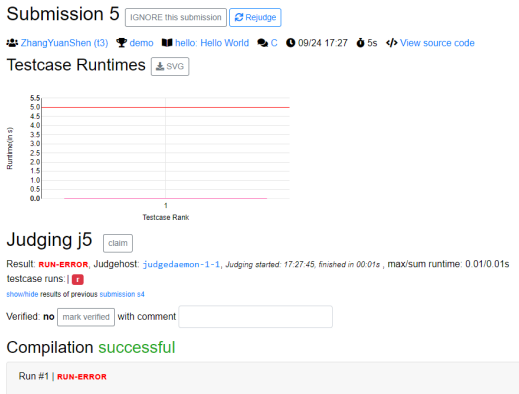 Submission 5 IGNORE this submission Rejudge
ZhangYuanShen (t3) demo hello: Hello World C 09/24 17:27 5s View source code
Testcase Runtimes SVG
5.5
5.0
4.5
4.0
3.5
3.0
2.5
2.0
1.5
1.0
0.5
0.0
Runtime(in s)
1
Testcase Rank
Judging j5 claim
Result: RUN-ERROR, Judgehost: judgedaemon-1-1, Judging started: 17:27:45, finished in 00:01s , max/sum runtime: 0.01/0.01s
testcase runs:| r
show/hide results of previous submission s4
Verified: no mark verified with comment
Compilation successful
Run #1 | RUN-ERROR